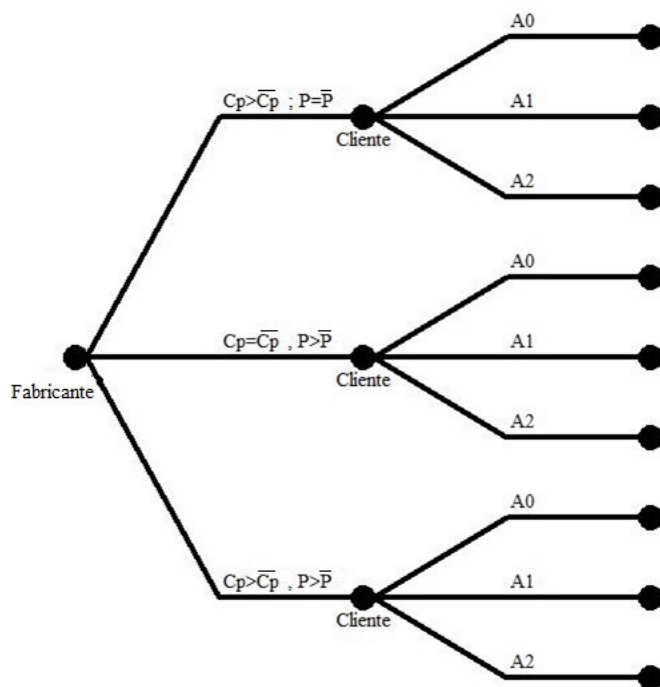 A0
Cp>C̅p̅ ; P=P̅
A1
Cliente
A2
A0
Cp=C̅p̅ , P>P̅
A1
Fabricante
Cliente
A2
A0
Cp>C̅p̅ , P>P̅
A1
Cliente
A2